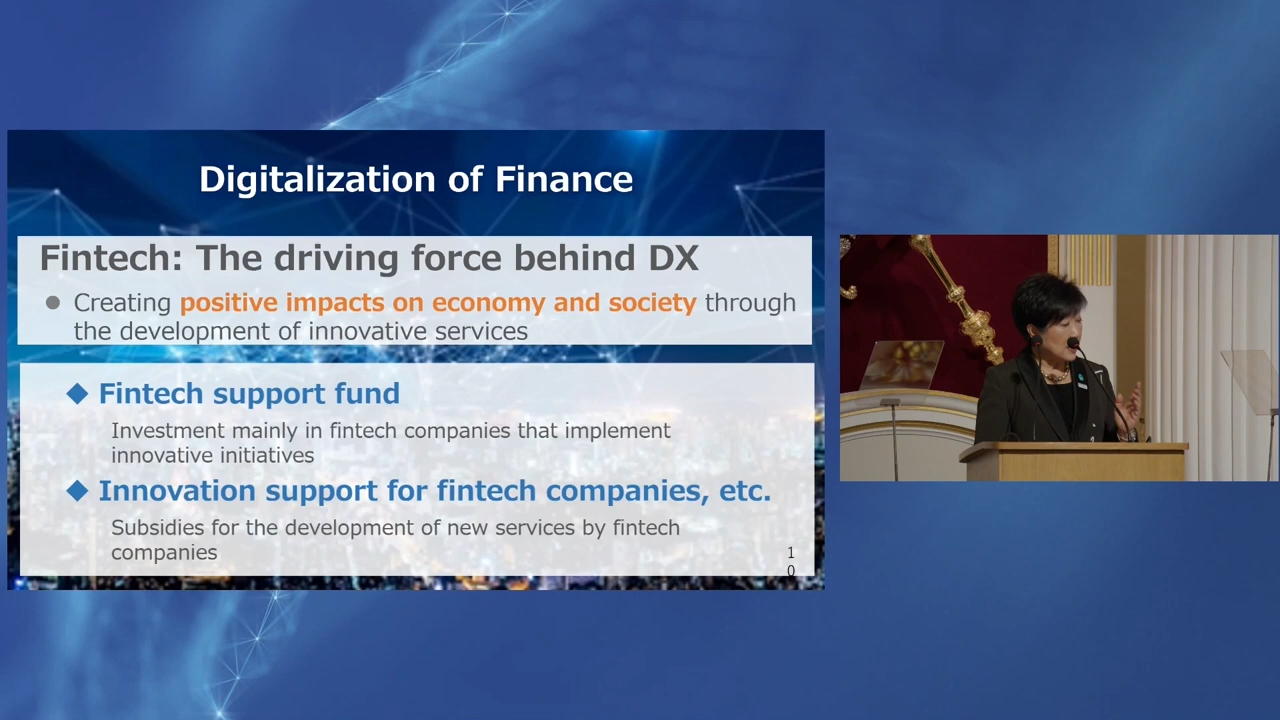 Digitalization of Finance
Fintech: The driving force behind DX
● Creating positive impacts on economy and society through
the development of innovative services
◆ Fintech support fund
Investment mainly in fintech companies that implement
innovative initiatives
◆ Innovation support for fintech companies, etc.
Subsidies for the development of new services by fintech
companies
1
0